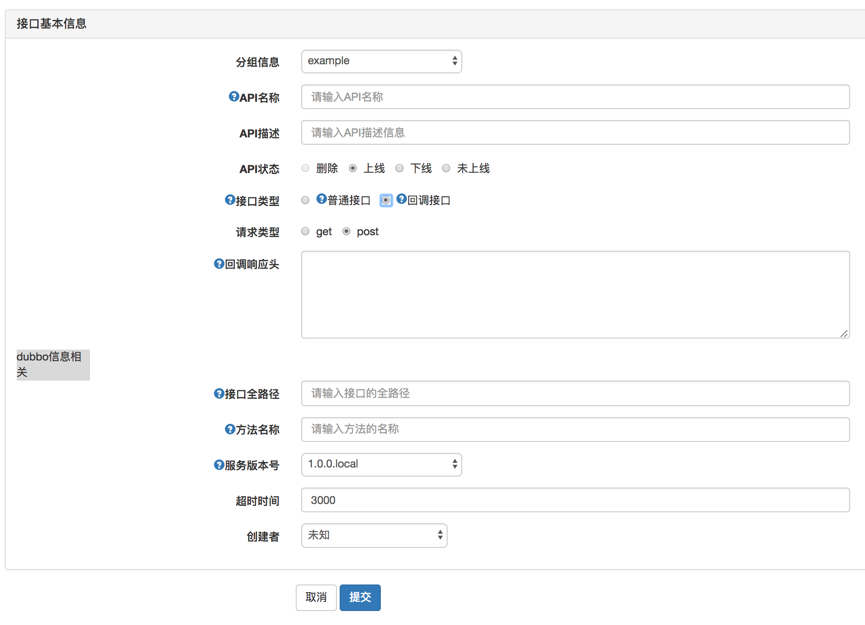 接口基本信息
分组信息 example
API名称 请输入API名称
API描述 请输入API描述信息
API状态 删除 上线 下线 未上线
接口类型 普通接口 回调接口
请求类型 get post
回调响应头
dubbo信息相
关
接口全路径 请输入接口的全路径
方法名称 请输入方法的名称
服务版本号 1.0.0.local
超时时间 3000
创建者 未知
取消 提交